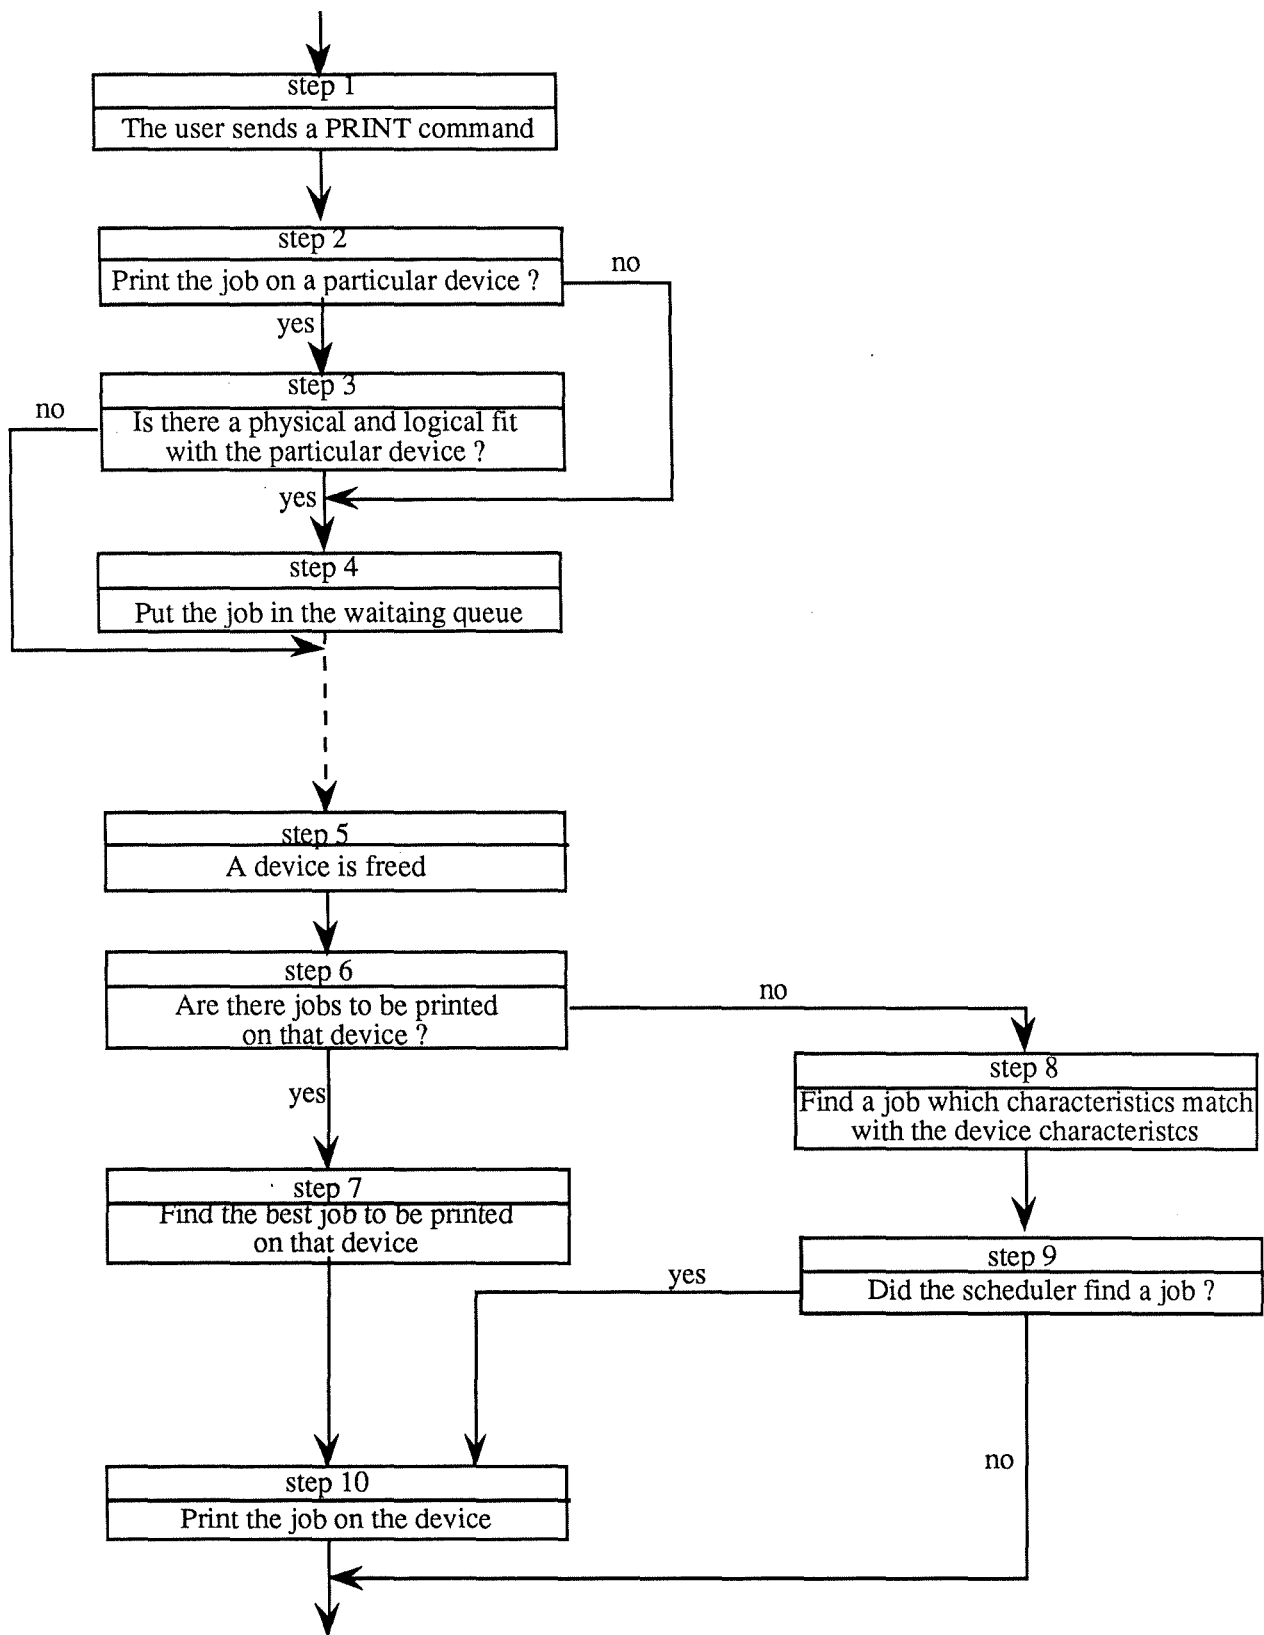 step 1
The user sends a PRINT command
step 2
Print the job on a particular device ?
no
yes
step 3
no
Is there a physical and logical fit
with the particular device ?
yes
step 4
Put the job in the waitaing queue
step 5
A device is freed
step 6
Are there jobs to be printed
on that device ?
no
yes
step 8
Find a job which characteristics match
with the device characteristcs
step 7
Find the best job to be printed
on that device
step 9
Did the scheduler find a job ?
yes
no
step 10
Print the job on the device